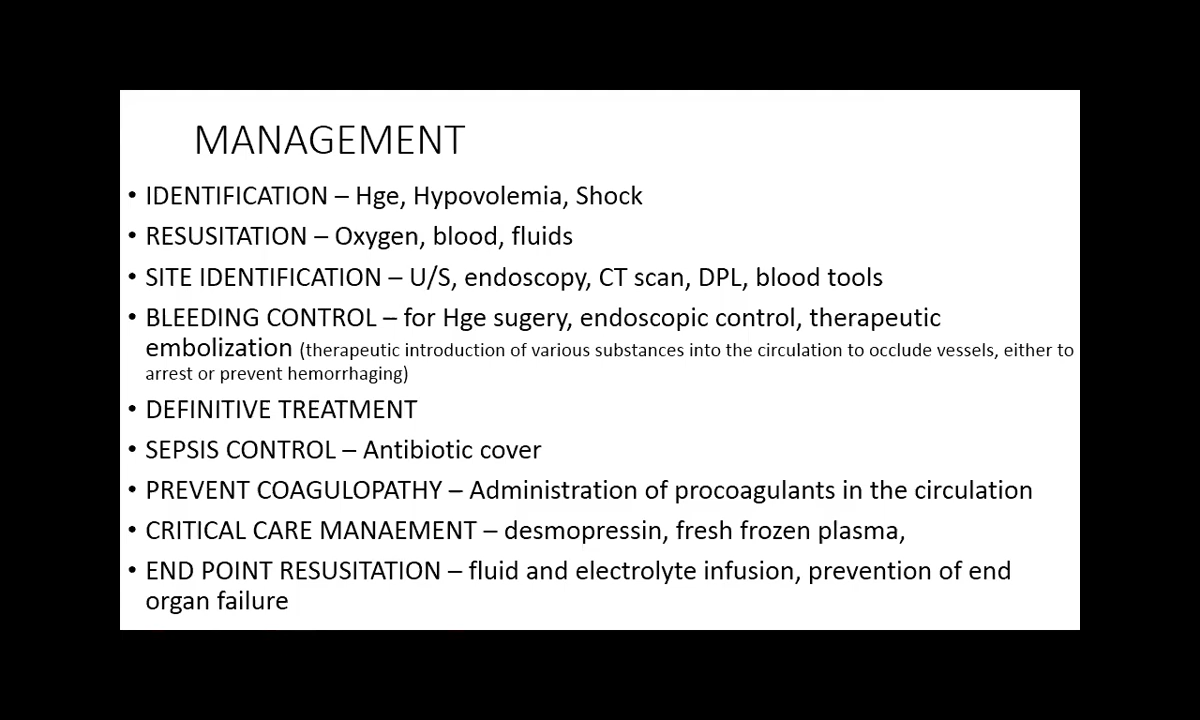 MANAGEMENT
• IDENTIFICATION – Hge, Hypovolemia, Shock
• RESUSITATION – Oxygen, blood, fluids
• SITE IDENTIFICATION – U/S, endoscopy, CT scan, DPL, blood tools
• BLEEDING CONTROL – for Hge sugery, endoscopic control, therapeutic
embolization (therapeutic introduction of various substances into the circulation to occlude vessels, either to
arrest or prevent hemorrhaging)
• DEFINITIVE TREATMENT
• SEPSIS CONTROL – Antibiotic cover
• PREVENT COAGULOPATHY – Administration of procoagulants in the circulation
• CRITICAL CARE MANAEMENT – desmopressin, fresh frozen plasma,
• END POINT RESUSITATION – fluid and electrolyte infusion, prevention of end
organ failure